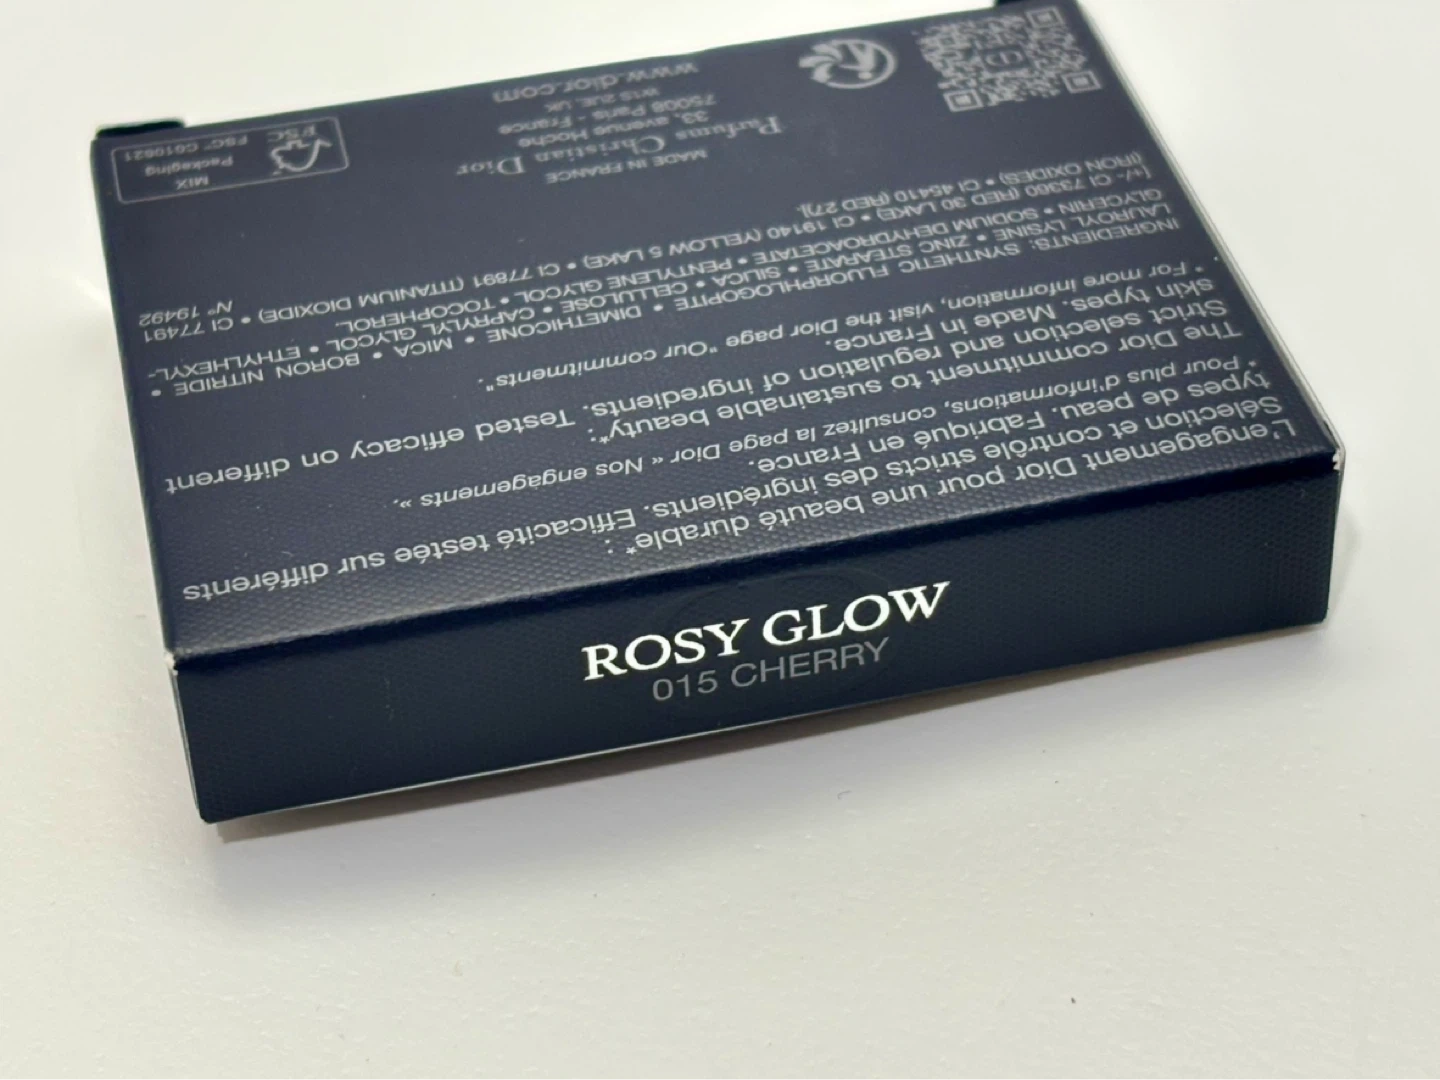 ROSY GLOW
015 CHERRY
L'engagement Dior pour une beauté durable* :
Sélection et contrôle stricts des ingrédients. Efficacité testée sur différents
types de peau. Fabriqué en France.
* Pour plus d'informations, consultez la page Dior « Nos engagements ».
The Dior commitment to sustainable beauty*:
Strict selection and regulation of ingredients. Tested efficacy on different
skin types. Made in France.
* For more information, visit the Dior page "Our commitments".
INGREDIENTS: SYNTHETIC FLUORPHLOGOPITE • DIMETHICONE • MICA • BORON NITRIDE •
LAUROYL LYSINE • ZINC STEARATE • SILICA • CELLULOSE • CAPRYLYL GLYCOL • ETHYLHEXYL-
GLYCERIN • SODIUM DEHYDROACETATE • PENTYLENE GLYCOL • TOCOPHEROL
[+/- CI 73360 (RED 30 LAKE) • CI 19140 (YELLOW 5 LAKE) • CI 77891 (TITANIUM DIOXIDE) • CI 77491
(IRON OXIDES) • CI 45410 (RED 27)]. N° 19492
MADE IN FRANCE
Parfums Christian Dior
33, avenue Hoche
75008 Paris - France
W1S 2UE, UK
www.dior.com
MIX
Packaging
FSC® C010621
FSC